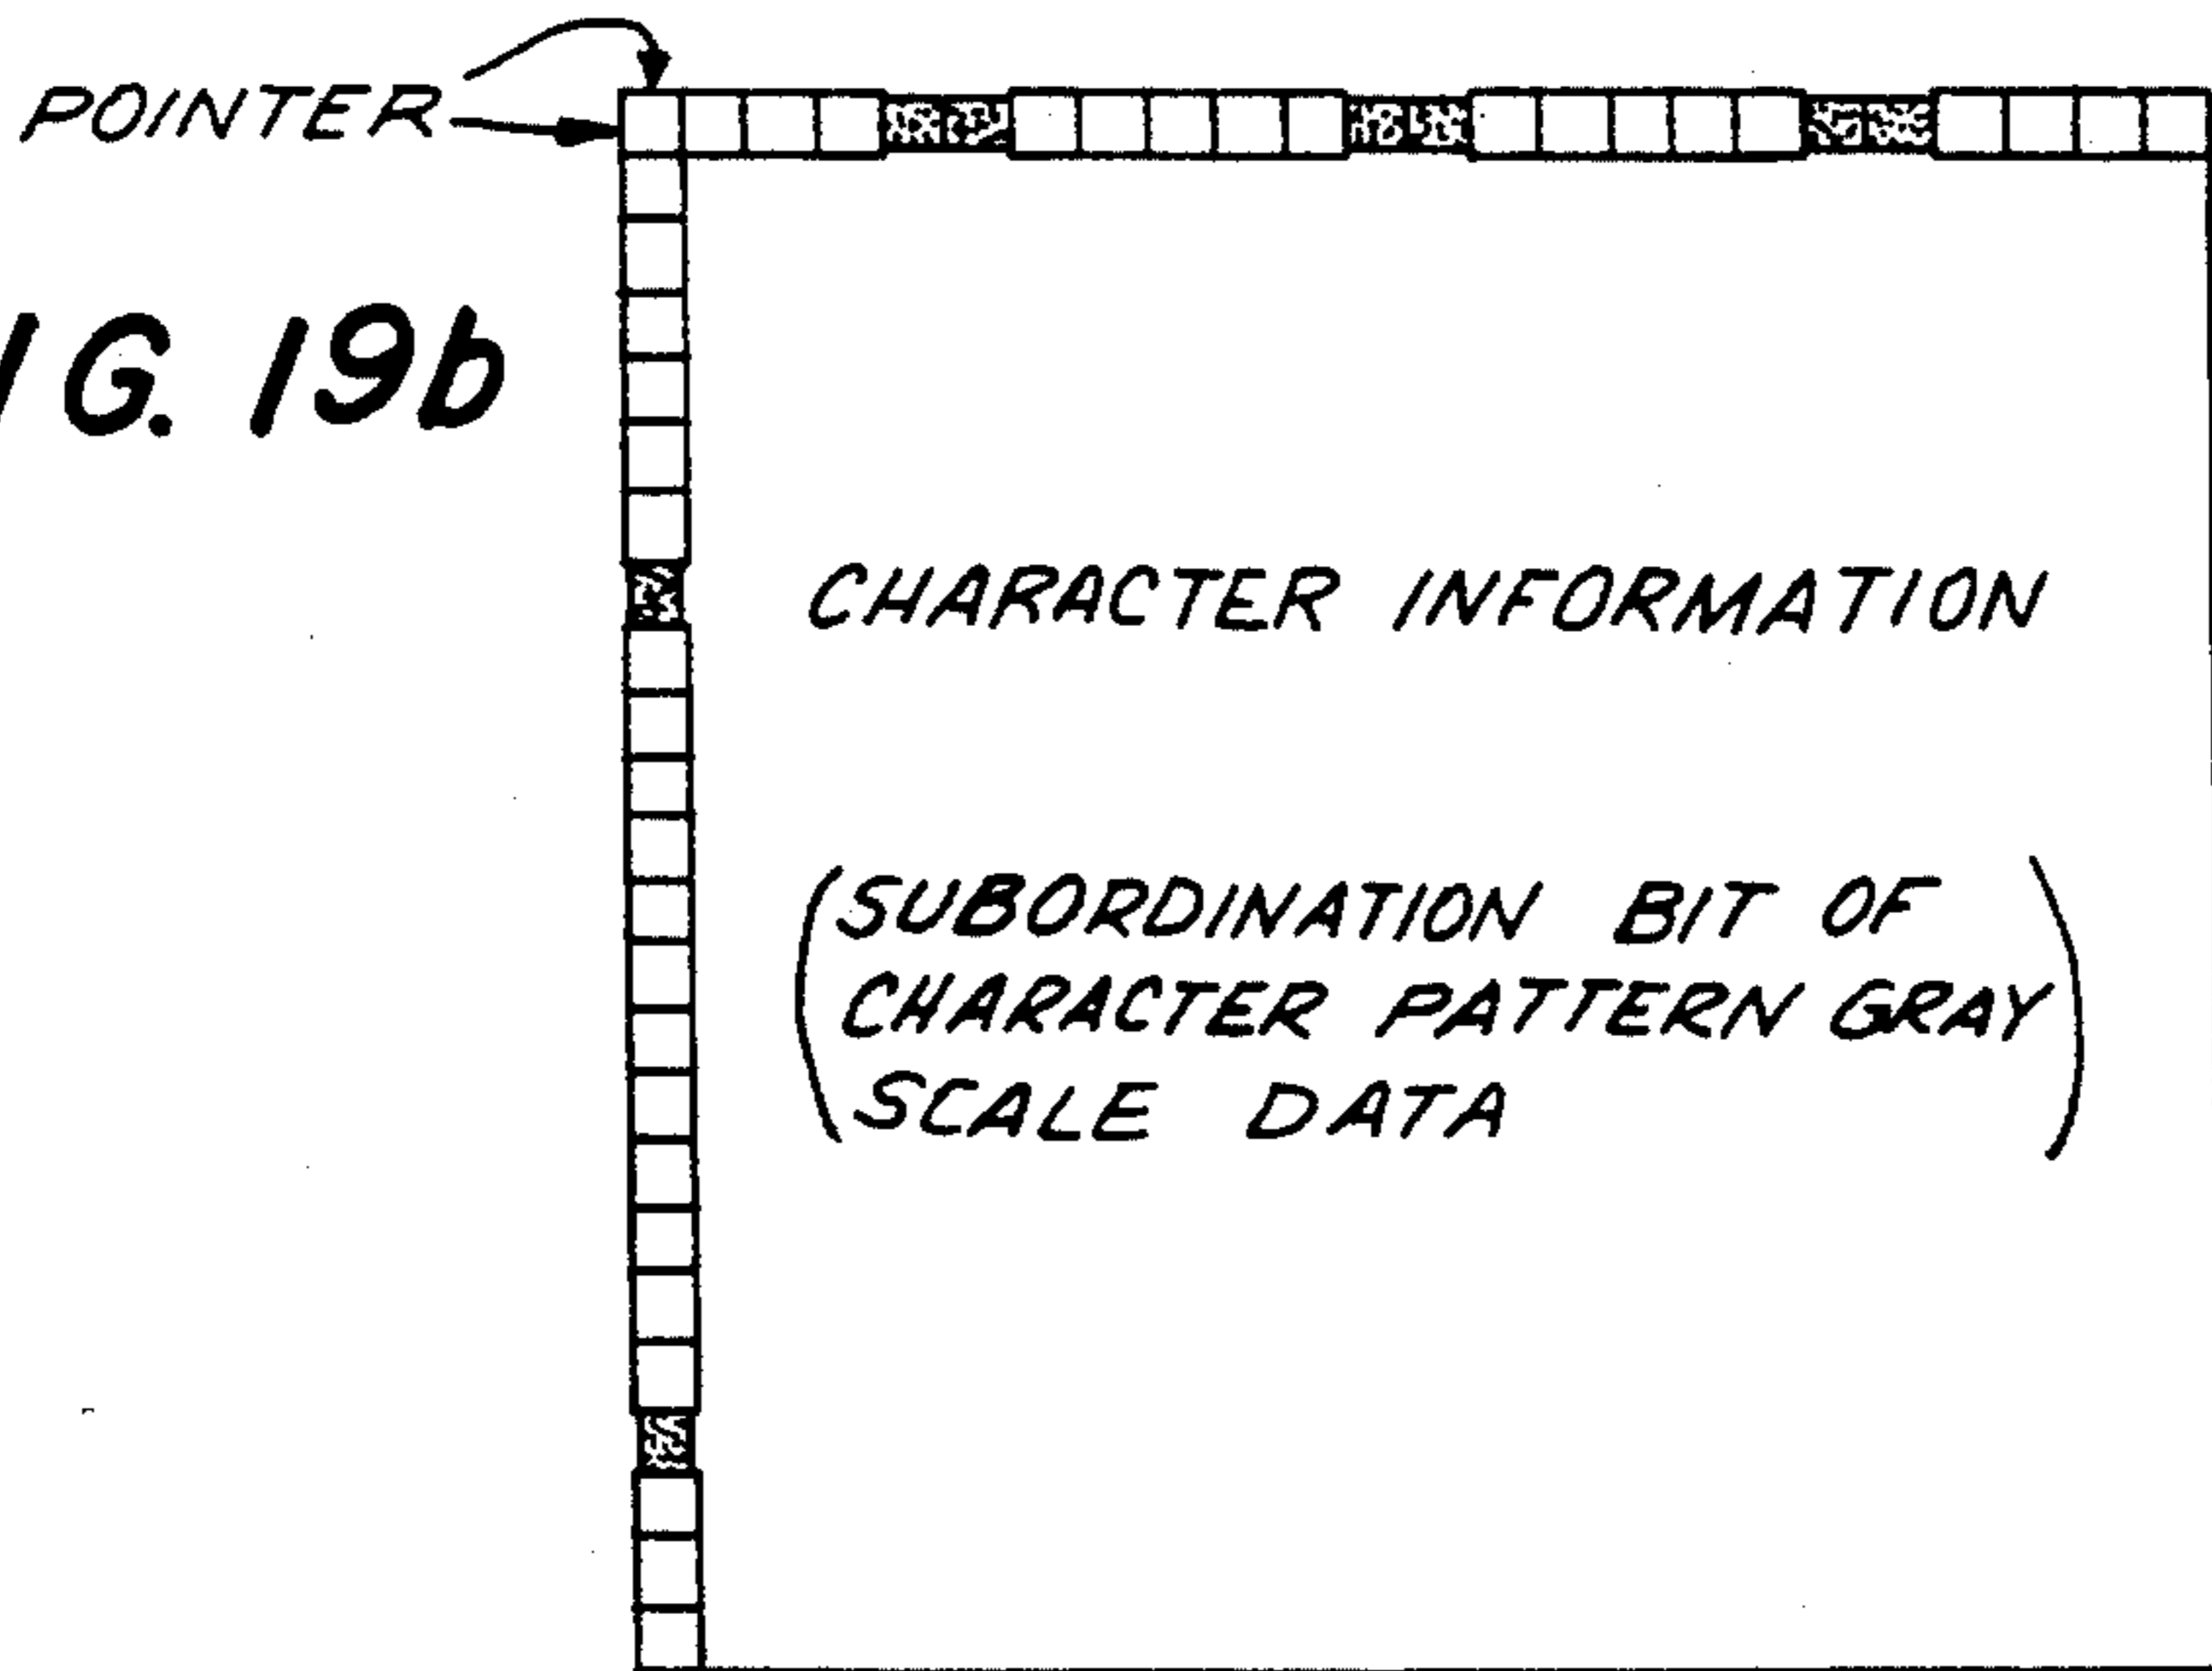 POINTER
IG. 19b
CHARACTER INFORMATION
(SUBORDINATION BIT OF
CHARACTER PATTERN GRAY
SCALE DATA)